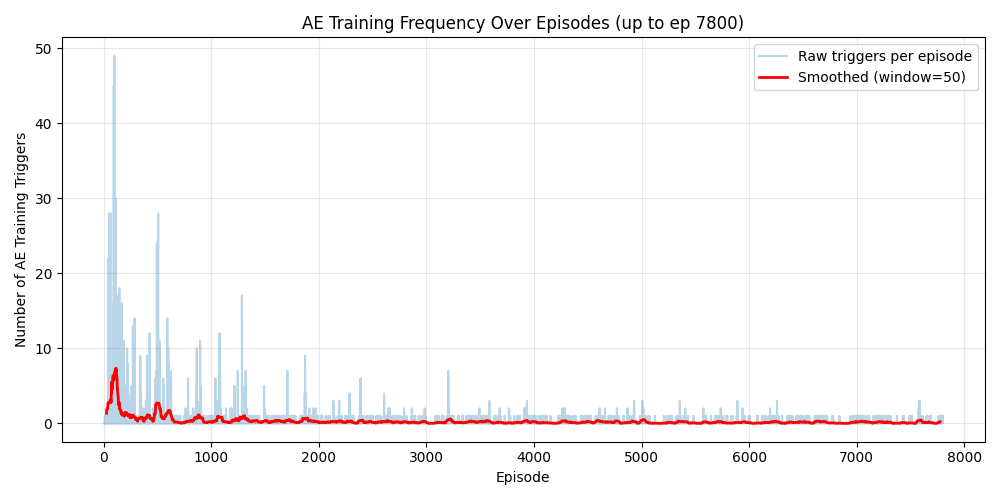 AE Training Frequency Over Episodes (up to ep 7800)
Raw triggers per episode
Smoothed (window=50)
Number of AE Training Triggers
50
40
30
20
10
0
0 1000 2000 3000 4000 5000 6000 7000 8000
Episode